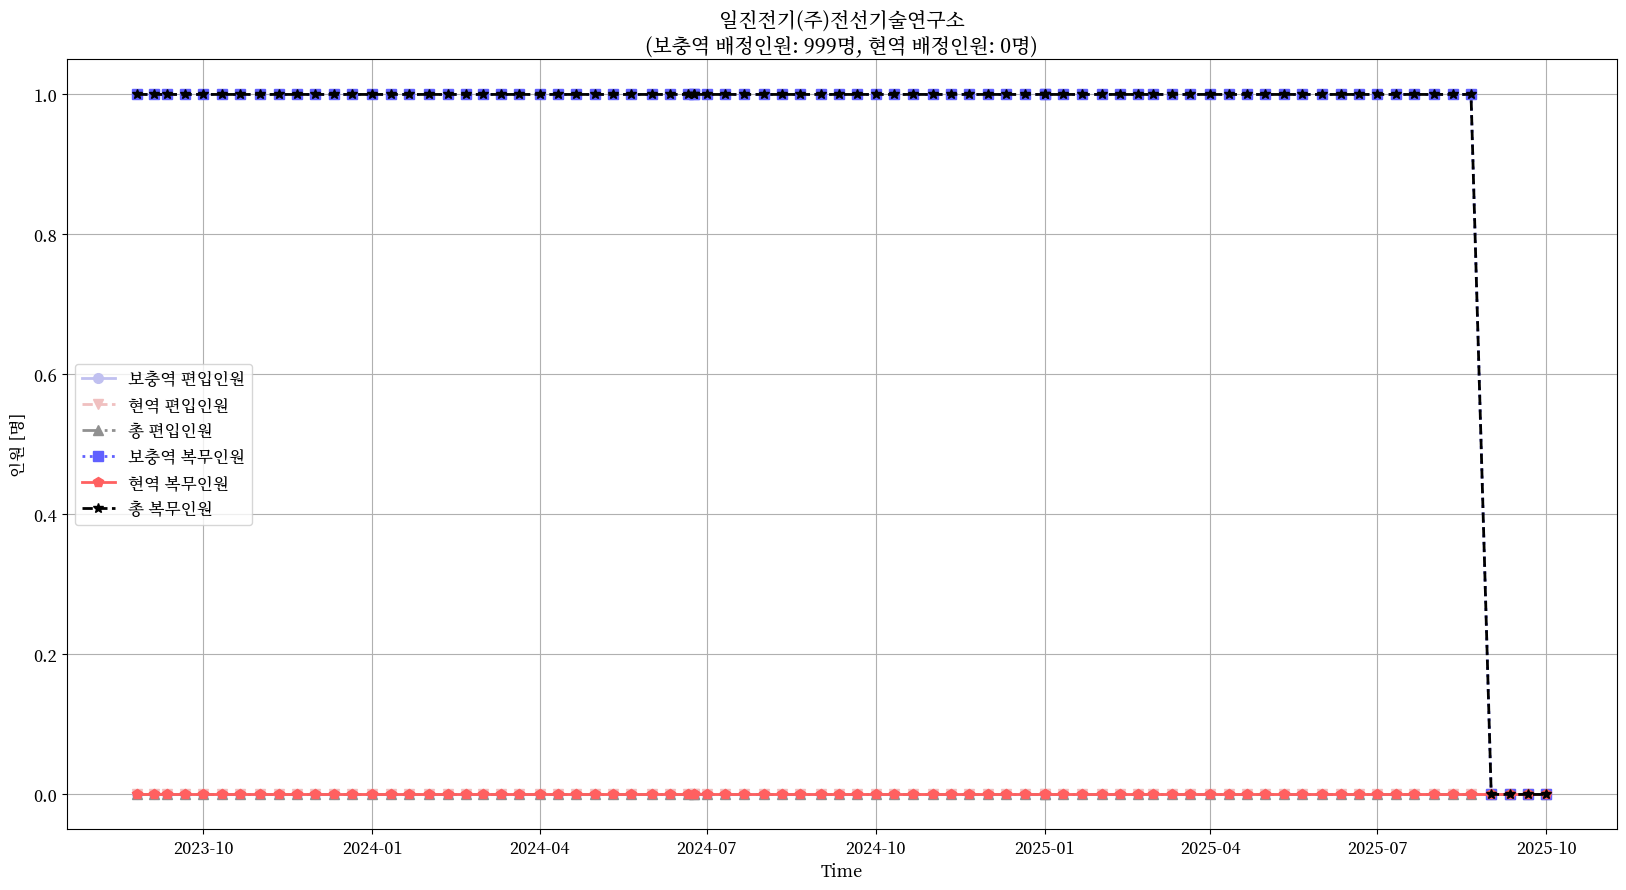 일진전기(주)전선기술연구소
(보충역 배정인원: 999명, 현역 배정인원: 0명)
인원 [명]
1.0
0.8
0.6
0.4
0.2
0.0
보충역 편입인원
현역 편입인원
총 편입인원
보충역 복무인원
현역 복무인원
총 복무인원
2023-10
2024-01
2024-04
2024-07
2024-10
2025-01
2025-04
2025-07
2025-10
Time